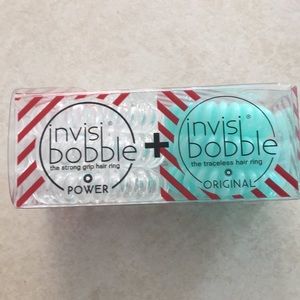 invisi®
bobble
the strong grip hair ring
POWER
+
invisi®
bobble
the traceless hair ring
ORIGINAL